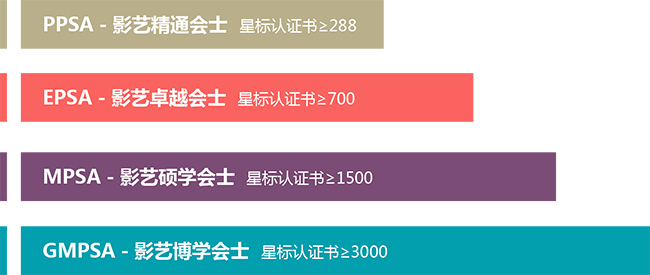 PPSA - 影艺精通会士 星标认证书≥288
EPSA - 影艺卓越会士 星标认证书≥700
MPSA - 影艺硕学会士 星标认证书≥1500
GMPSA - 影艺博学会士 星标认证书≥3000